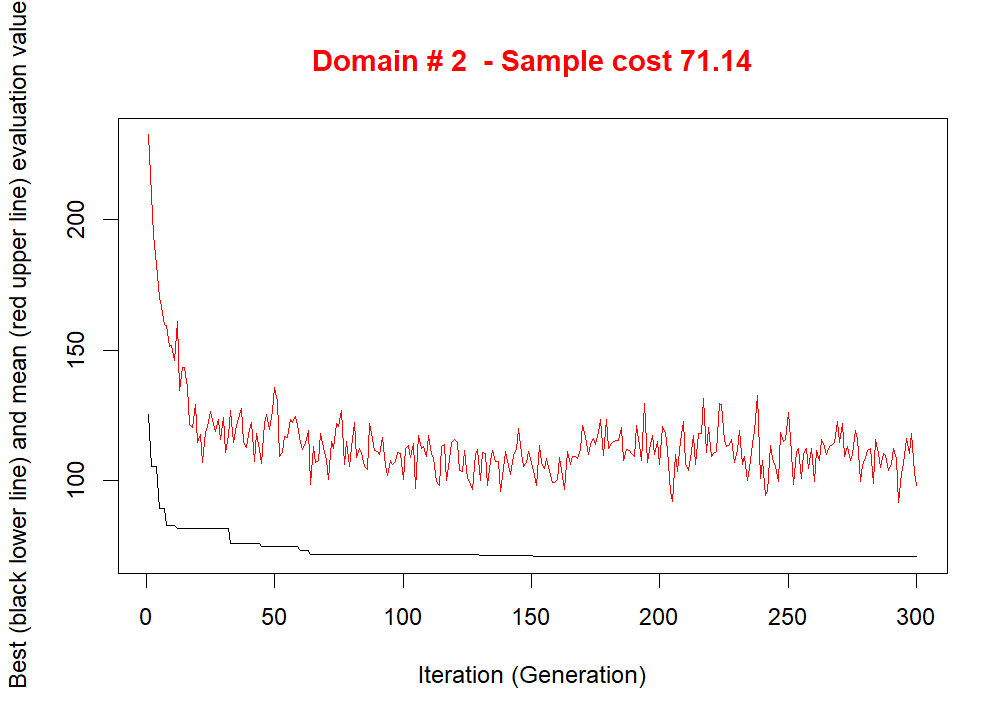 Domain # 2  - Sample cost 71.14
Best (black lower line) and mean (red upper line) evaluation value
200
150
100
0 50 100 150 200 250 300
Iteration (Generation)